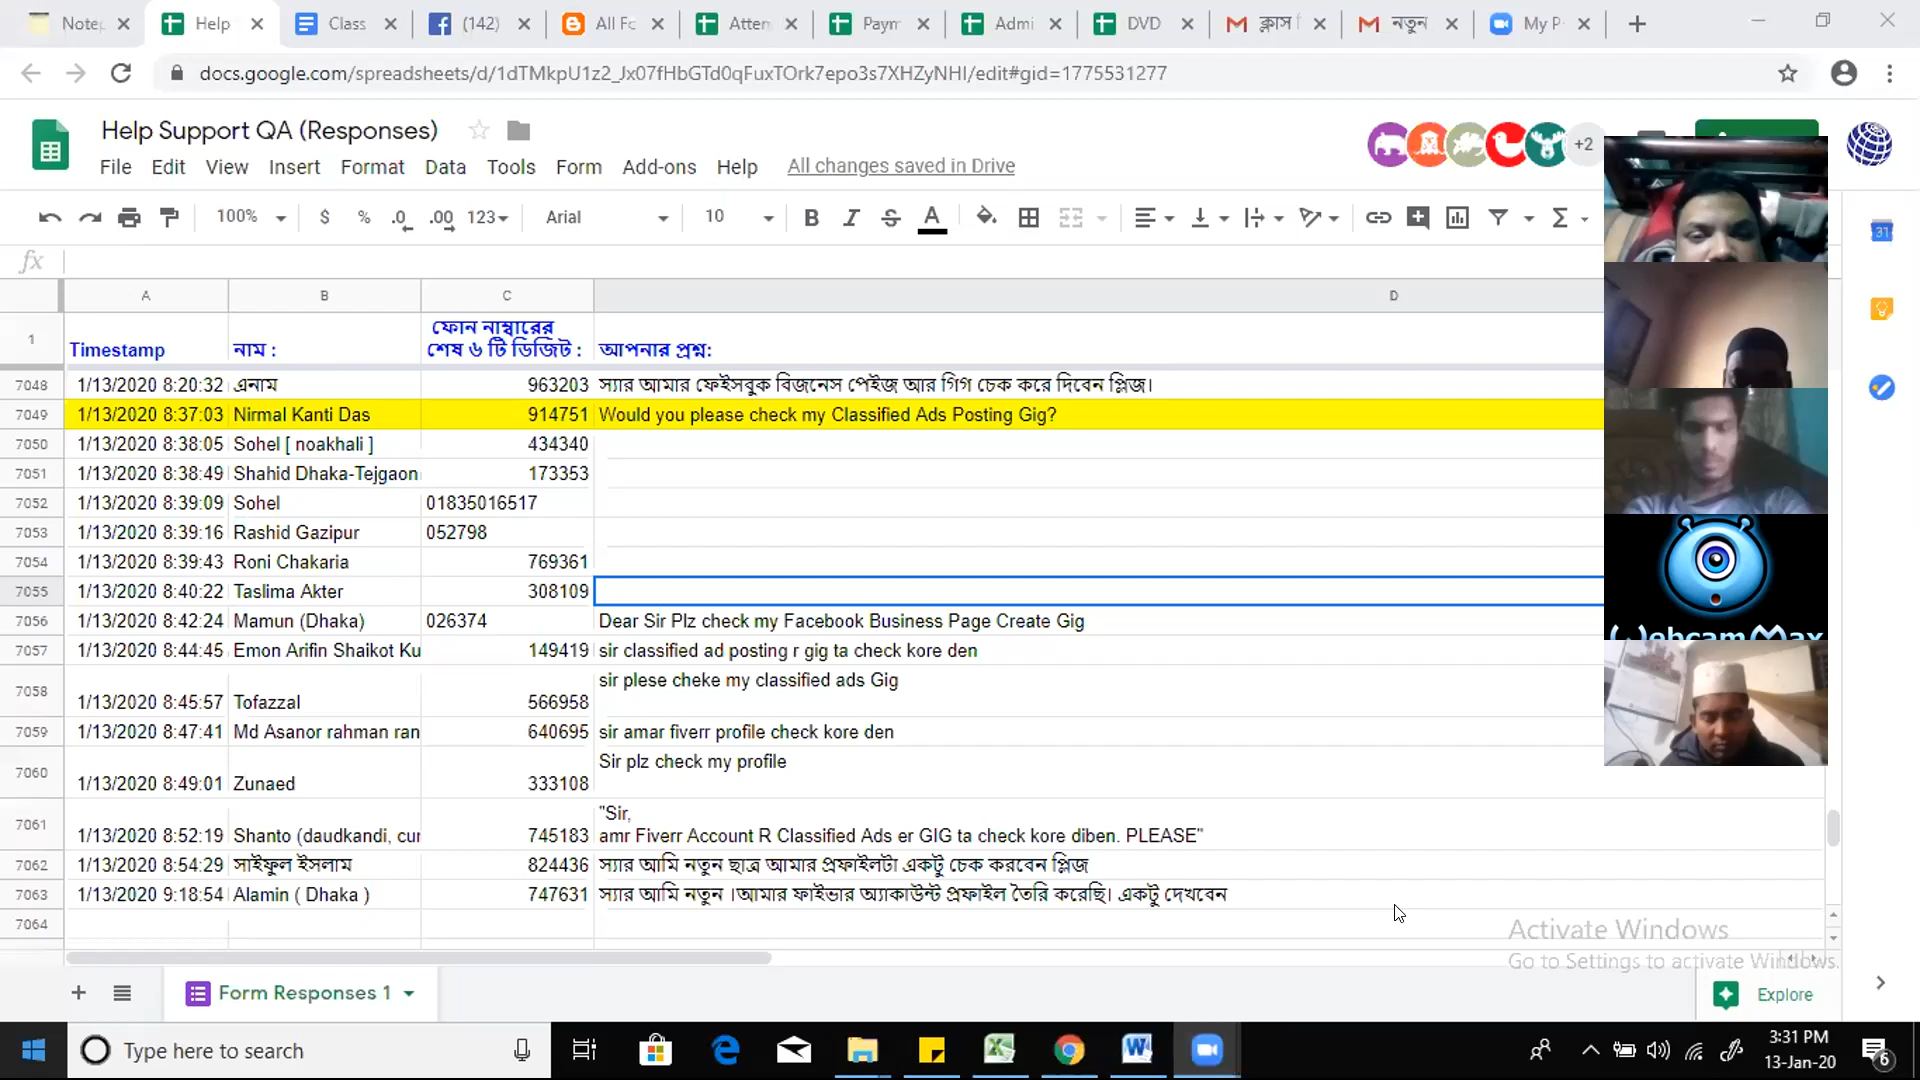 Note
Help
Class
(142)
All Fo
Atten
Paym
Admi
DVD
ক্লাস
নতুন
My P
docs.google.com/spreadsheets/d/1dTMkpU1z2_Jx07fHbGTd0qFuxTOrk7epo3s7XHZyNHI/edit#gid=1775531277
Help Support QA (Responses)
+2
File Edit View Insert Format Data Tools Form Add-ons Help All changes saved in Drive
100% $ % .0 .00 123 Arial 10 B I S A
31
fx
A B C D
1 Timestamp নাম : ফোন নাম্বারের শেষ ৬ টি ডিজিট : আপনার প্রশ্ন:
7048 1/13/2020 8:20:32 এনাম 963203 স্যার আমার ফেইসবুক বিজনেস পেইজ আর গিগ চেক করে দিবেন প্লিজ।
7049 1/13/2020 8:37:03 Nirmal Kanti Das 914751 Would you please check my Classified Ads Posting Gig?
7050 1/13/2020 8:38:05 Sohel [ noakhali ] 434340
7051 1/13/2020 8:38:49 Shahid Dhaka-Tejgaon 173353
7052 1/13/2020 8:39:09 Sohel 01835016517
7053 1/13/2020 8:39:16 Rashid Gazipur 052798
7054 1/13/2020 8:39:43 Roni Chakaria 769361
7055 1/13/2020 8:40:22 Taslima Akter 308109
7056 1/13/2020 8:42:24 Mamun (Dhaka) 026374 Dear Sir Plz check my Facebook Business Page Create Gig
7057 1/13/2020 8:44:45 Emon Arifin Shaikot Ku 149419 sir classified ad posting r gig ta check kore den
7058 1/13/2020 8:45:57 Tofazzal 566958 sir plese cheke my classified ads Gig
7059 1/13/2020 8:47:41 Md Asanor rahman ran 640695 sir amar fiverr profile check kore den
7060 1/13/2020 8:49:01 Zunaed 333108 Sir plz check my profile
"Sir,
7061 1/13/2020 8:52:19 Shanto (daudkandi, cur 745183 amr Fiverr Account R Classified Ads er GIG ta check kore diben. PLEASE"
7062 1/13/2020 8:54:29 সাইফুল ইসলাম 824436 স্যার আমি নতুন ছাত্র আমার প্রফাইলটা একটু চেক করবেন প্লিজ
7063 1/13/2020 9:18:54 Alamin ( Dhaka ) 747631 স্যার আমি নতুন ।আমার ফাইভার অ্যাকাউন্ট প্রফাইল তৈরি করেছি। একটু দেখবেন
7064
WebcamMax
Activate Windows
Go to Settings to activate Windows.
Form Responses 1
Explore
Type here to search
3:31 PM
13-Jan-20
6